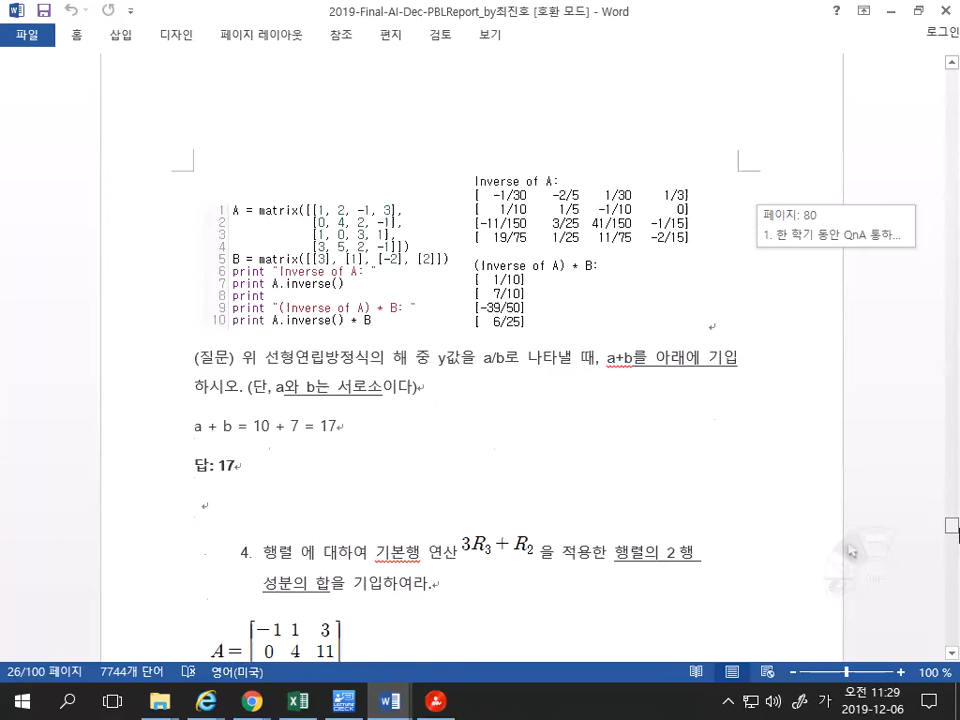 2019-Final-AI-Dec-PBLReport_by최진호 [호환 모드] - Word
파일 홈 삽입 디자인 페이지 레이아웃 참조 편지 검토 보기 로그인
1 A = matrix([[1, 2, -1, 3],
2 [0, 4, 2, -1],
3 [1, 0, 3, 1],
4 [3, 5, 2, -1]])
5 B = matrix([[3], [1], [-2], [2]])
6 print "Inverse of A: "
7 print A.inverse()
8 print
9 print "(Inverse of A) * B: "
10 print A.inverse() * B
Inverse of A:
[ -1/30 -2/5 1/30 1/3]
[ 1/10 1/5 -1/10 0]
[-11/150 3/25 41/150 -1/15]
[ 19/75 1/25 11/75 -2/15]
(Inverse of A) * B:
[ 1/10]
[ 7/10]
[-39/50]
[ 6/25]
페이지: 80
1. 한 학기 동안 QnA 통하...
(질문) 위 선형연립방정식의 해 중 y값을 a/b로 나타낼 때, a+b를 아래에 기입
하시오. (단, a와 b는 서로소이다)
a + b = 10 + 7 = 17
답: 17
4. 행렬 에 대하여 기본행 연산 3R₃ + R₂ 을 적용한 행렬의 2 행
성분의 합을 기입하여라.
A = [ -1 1 3
0 4 11
26/100 페이지 7744개 단어 영어(미국) 100 %
가 오전 11:29
2019-12-06